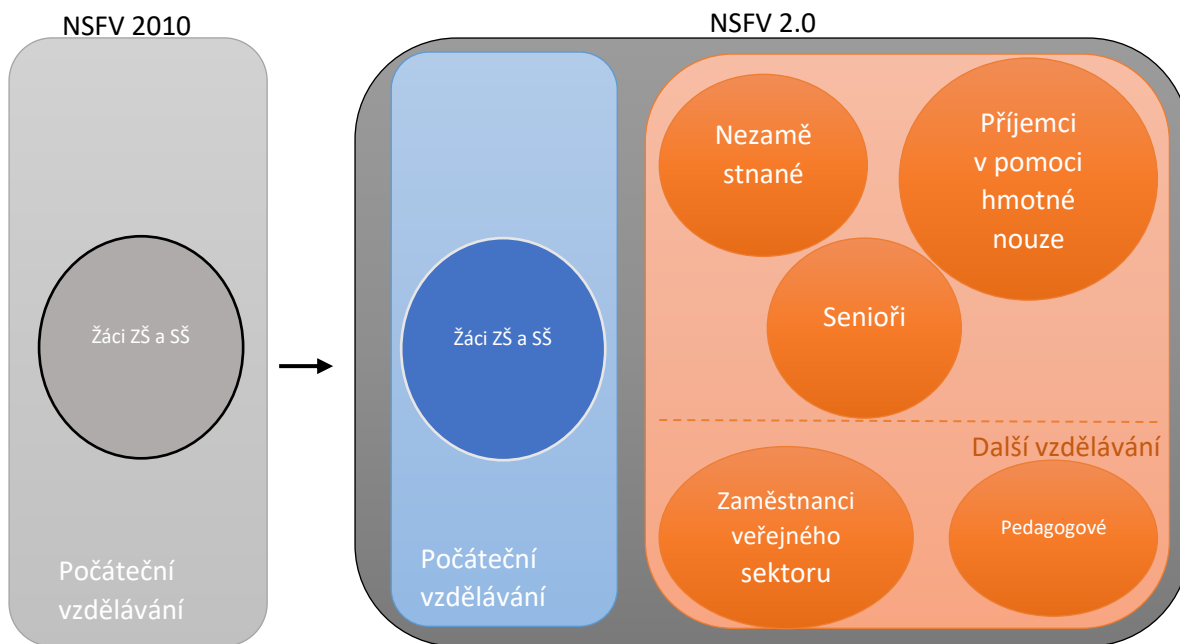 NSFV 2010
Žáci ZŠ a SŠ
Počáteční
vzdělávání
NSFV 2.0
Žáci ZŠ a SŠ
Počáteční
vzdělávání
Nezamě
stnané
Příjemci
v pomoci
hmotné
nouze
Senioři
Další vzdělávání
Zaměstnanci
veřejného
sektoru
Pedagogové